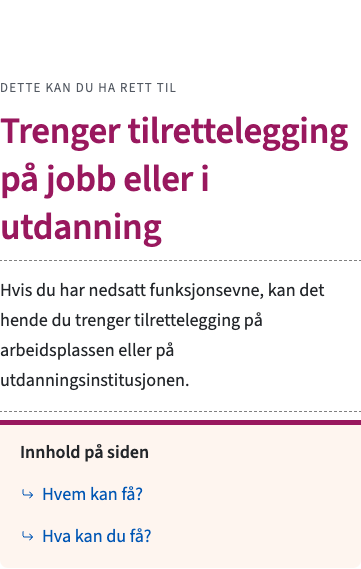 DETTE KAN DU HA RETT TIL
Trenger tilrettelegging
på jobb eller i
utdanning
Hvis du har nedsatt funksjonsevne, kan det
hende du trenger tilrettelegging på
arbeidsplassen eller på
utdanningsinstitusjonen.
Innhold på siden
Hvem kan få?
Hva kan du få?